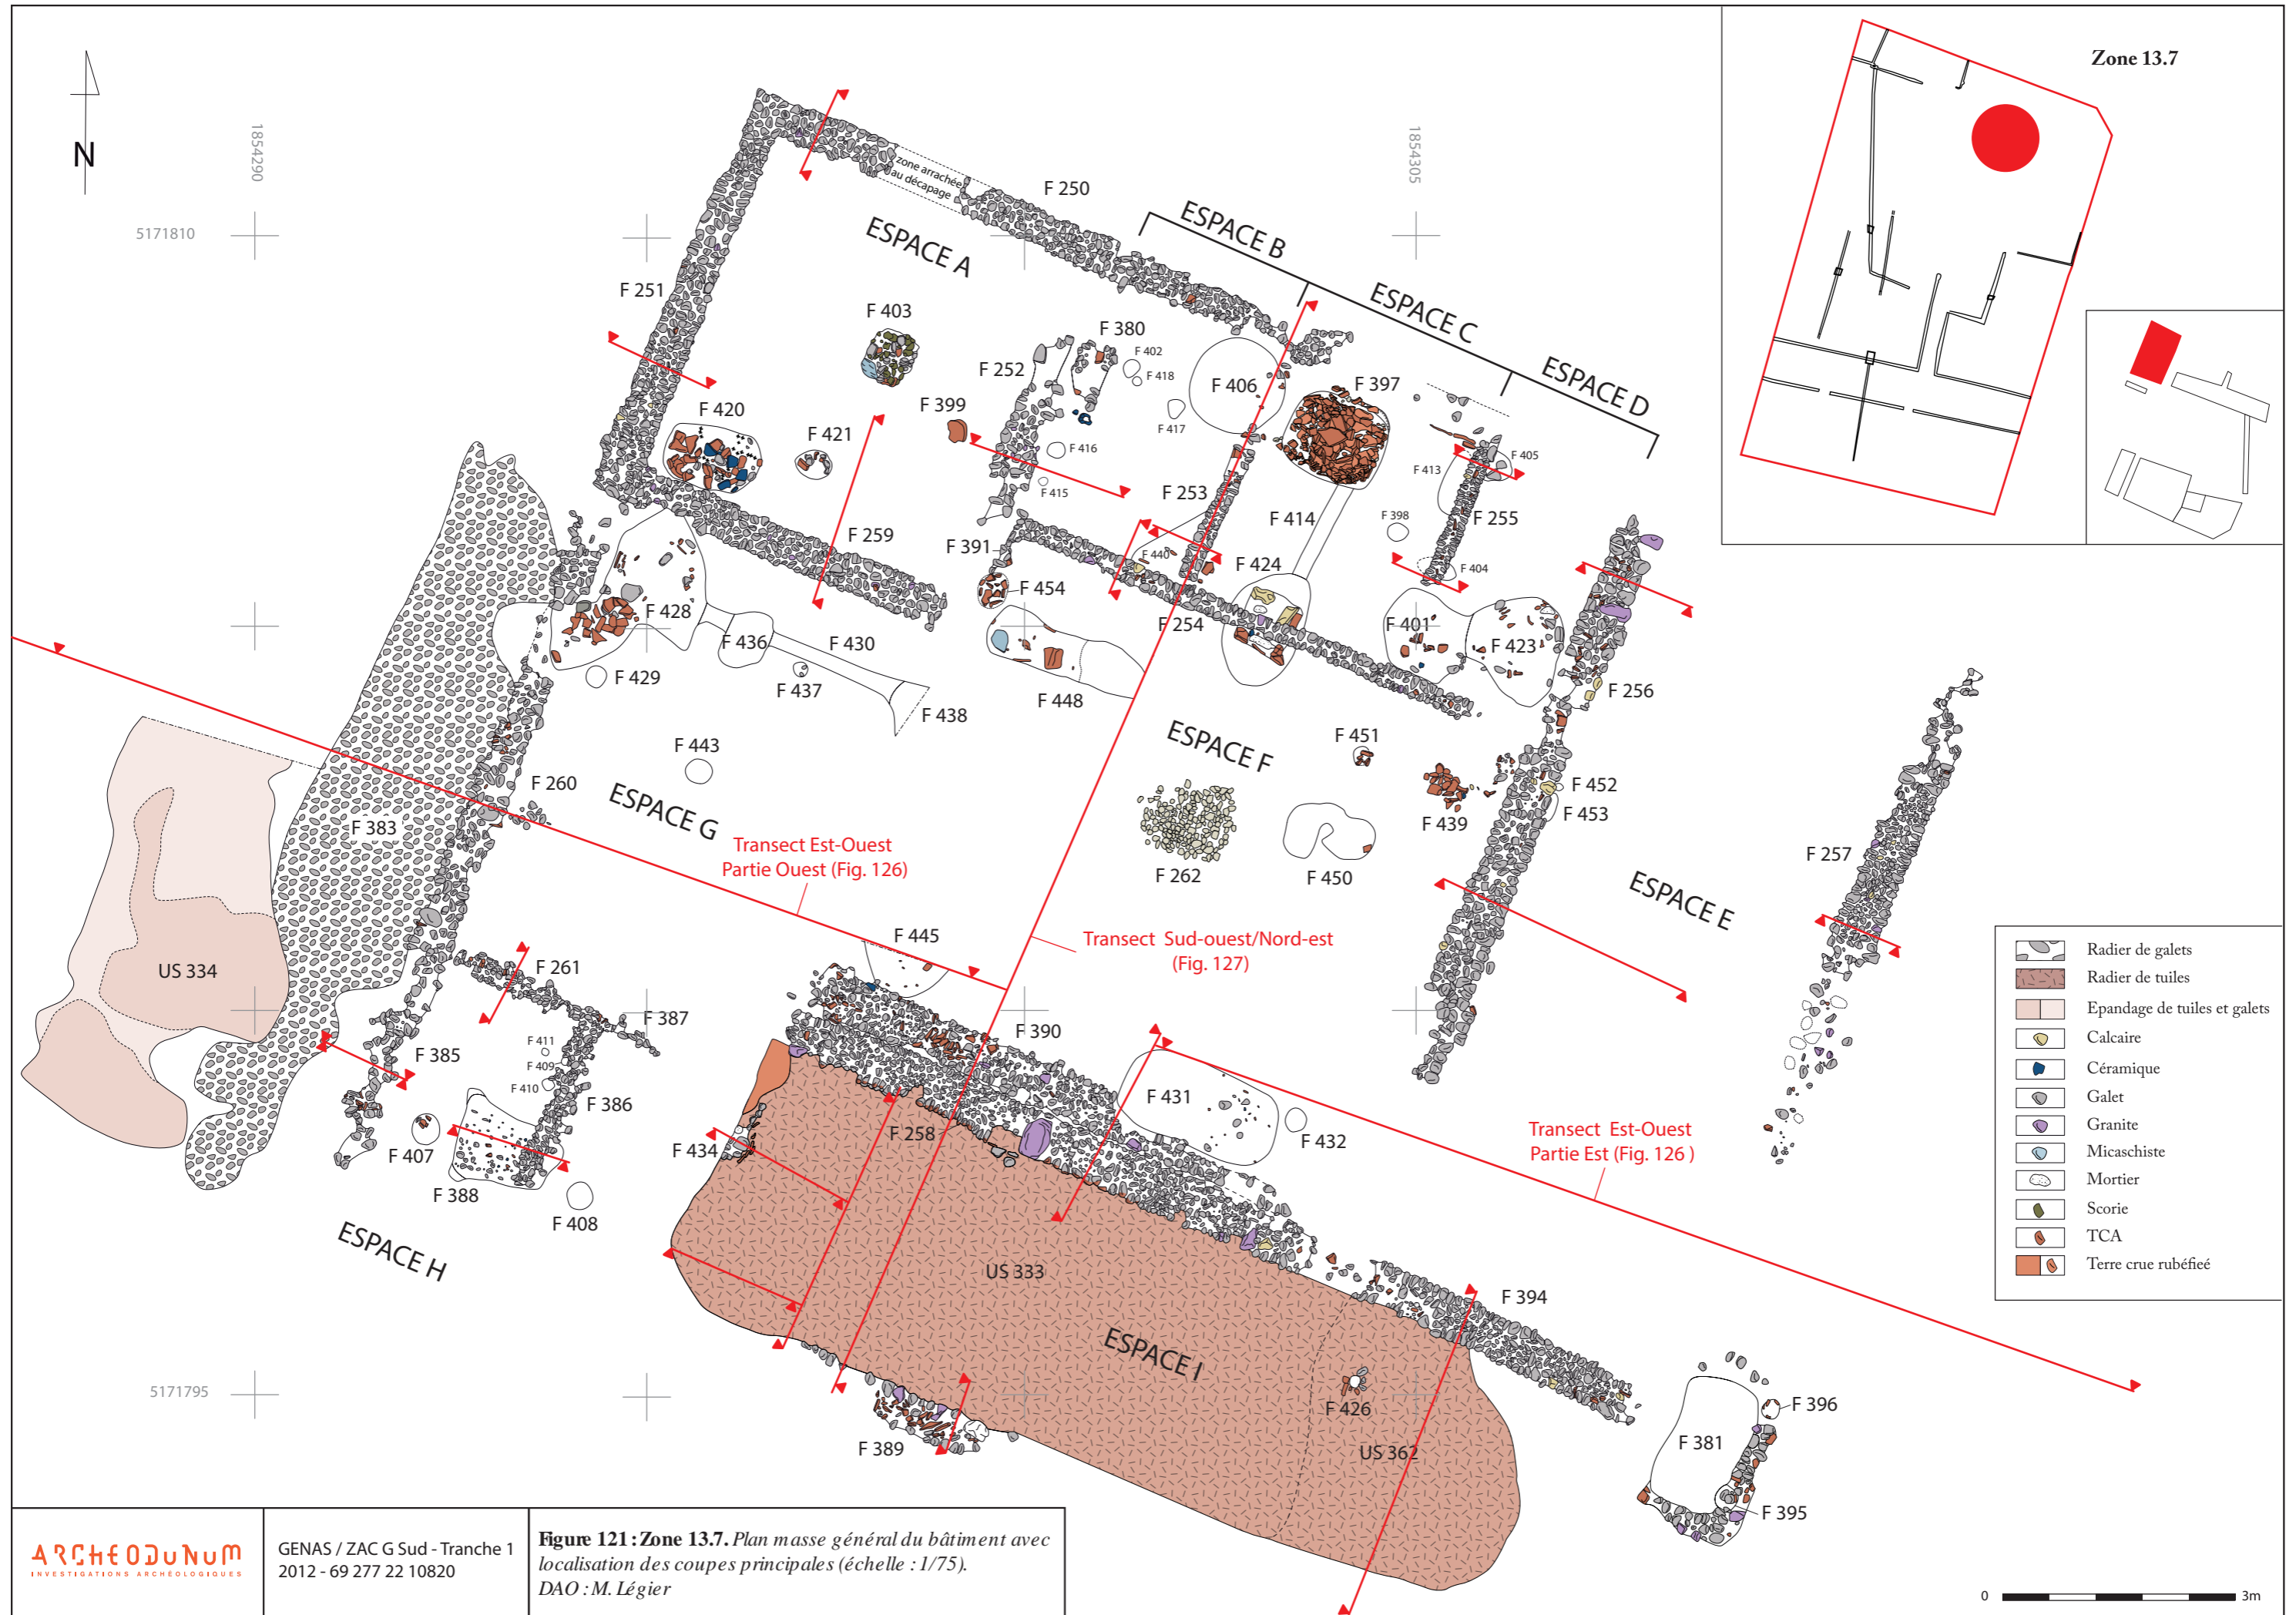 Zone 13.7
N
1854290
1854305
5171810
5171795
zone arrachée
au décapage
F 250
ESPACE A
ESPACE B
ESPACE C
ESPACE D
F 251
F 403
F 380
F 402
F 418
F 252
F 406
F 397
F 399
F 420
F 421
F 417
F 416
F 415
F 413
F 405
F 253
F 414
F 398
F 255
F 259
F 391
F 440
F 424
F 404
F 454
F 428
F 436
F 430
F 254
F 401
F 423
F 429
F 437
F 448
F 438
F 256
ESPACE F
F 451
F 443
F 260
F 452
F 453
F 439
ESPACE G
F 383
Transect Est-Ouest
Partie Ouest (Fig. 126)
F 262
F 450
F 257
ESPACE E
F 445
Transect Sud-ouest/Nord-est
(Fig. 127)
US 334
F 261
F 387
F 390
F 411
F 409
F 410
F 385
F 386
F 431
F 432
F 258
F 434
F 407
F 388
F 408
Transect Est-Ouest
Partie Est (Fig. 126 )
ESPACE H
US 333
F 394
ESPACE I
F 426
US 362
F 389
F 396
F 381
F 395
Radier de galets
Radier de tuiles
Epandage de tuiles et galets
Calcaire
Céramique
Galet
Granite
Micaschiste
Mortier
Scorie
TCA
Terre crue rubéfieé
ARCHEODUNUM
INVESTIGATIONS ARCHÉOLOGIQUES
GENAS / ZAC G Sud - Tranche 1
2012 - 69 277 22 10820
Figure 121 : Zone 13.7. Plan masse général du bâtiment avec
localisation des coupes principales (échelle : 1/75).
DAO : M. Légier
0 3m